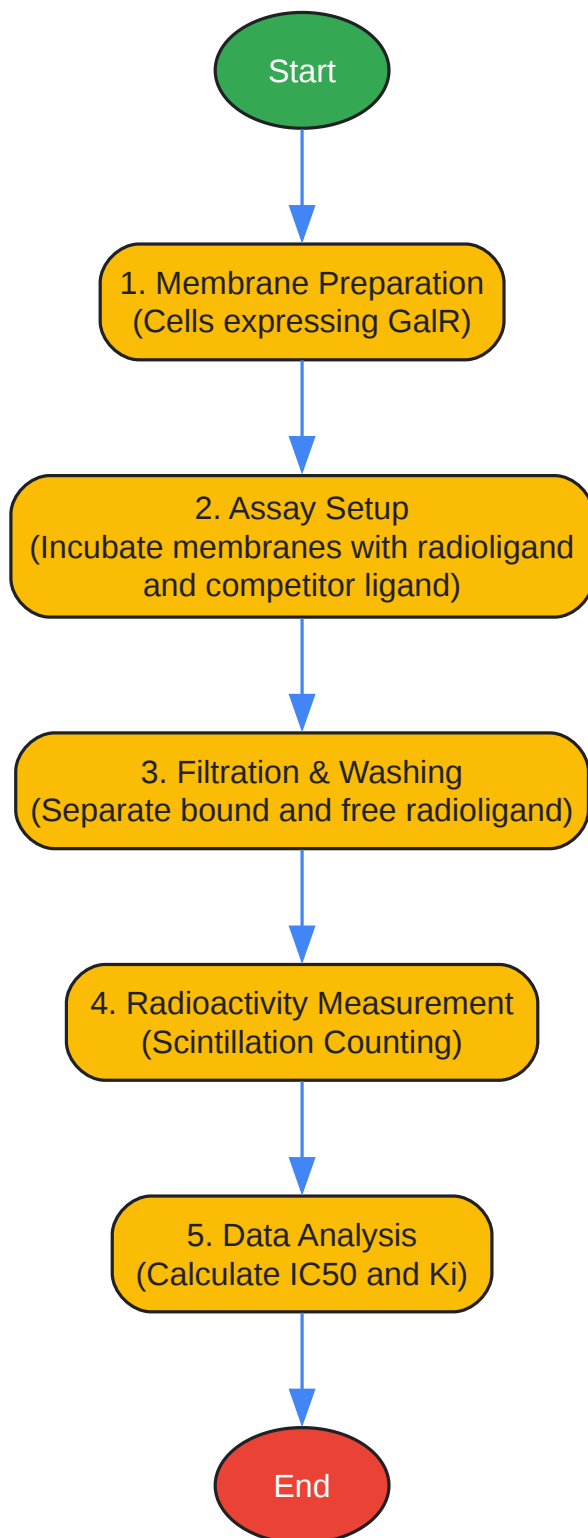 Start
1. Membrane Preparation
(Cells expressing GalR)
2. Assay Setup
(Incubate membranes with radioligand
and competitor ligand)
3. Filtration & Washing
(Separate bound and free radioligand)
4. Radioactivity Measurement
(Scintillation Counting)
5. Data Analysis
(Calculate IC50 and Ki)
End